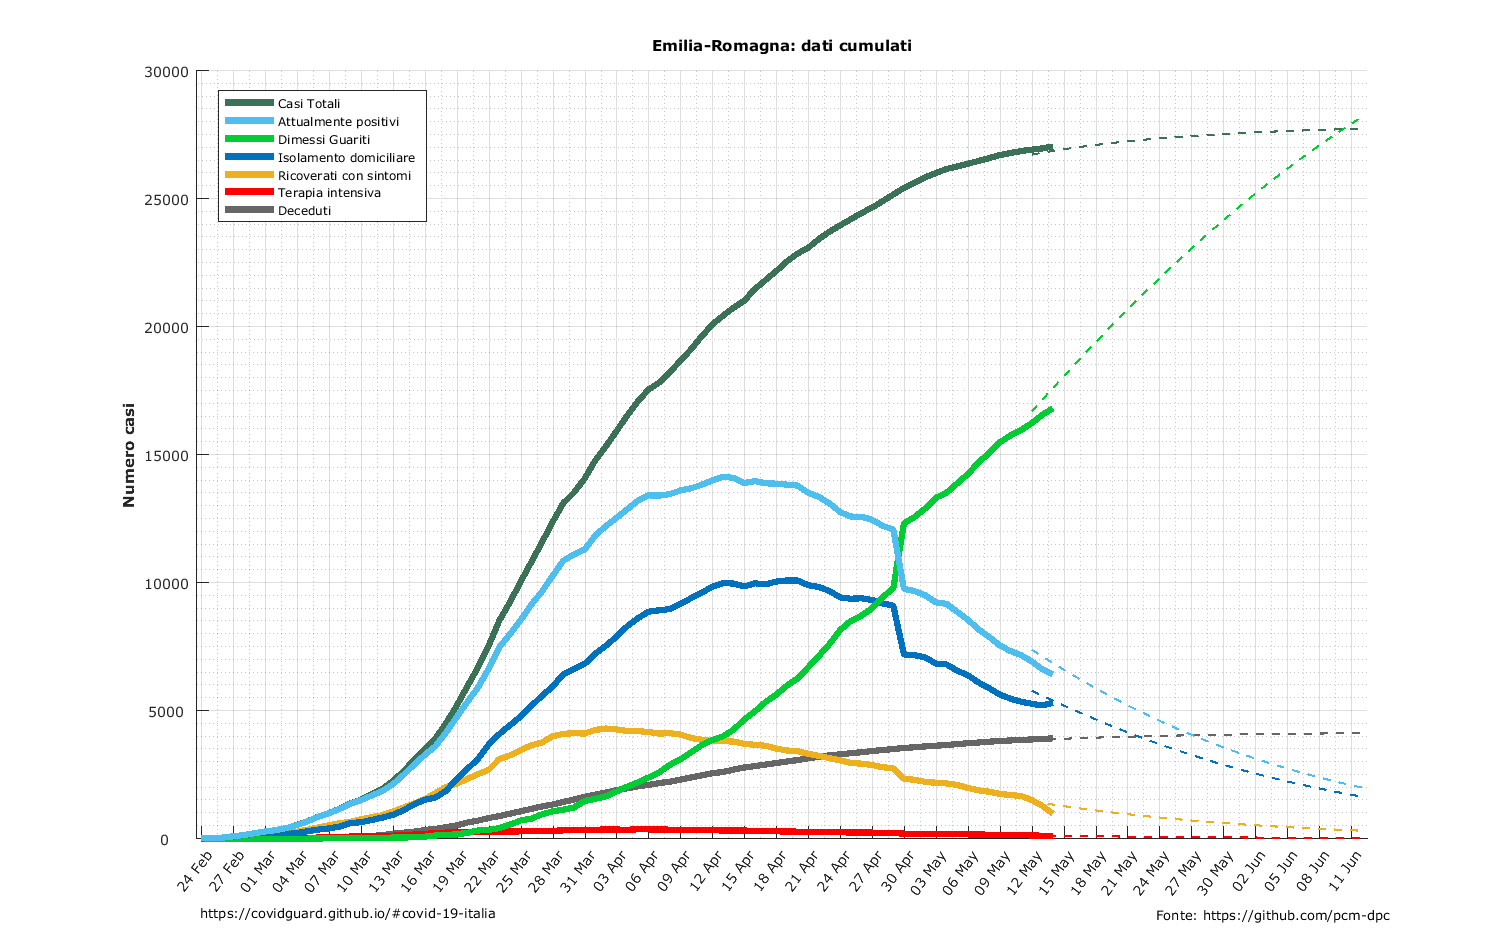 Emilia-Romagna: dati cumulati
30000
25000
20000
15000
10000
5000
0
Numero casi
Casi Totali
Attualmente positivi
Dimessi Guariti
Isolamento domiciliare
Ricoverati con sintomi
Terapia intensiva
Deceduti
24 Feb
27 Feb
01 Mar
04 Mar
07 Mar
10 Mar
13 Mar
16 Mar
19 Mar
22 Mar
25 Mar
28 Mar
31 Mar
03 Apr
06 Apr
09 Apr
12 Apr
15 Apr
18 Apr
21 Apr
24 Apr
27 Apr
30 Apr
03 May
06 May
09 May
12 May
15 May
18 May
21 May
24 May
27 May
30 May
02 Jun
05 Jun
08 Jun
11 Jun
https://covidguard.github.io/#covid-19-italia
Fonte: https://github.com/pcm-dpc